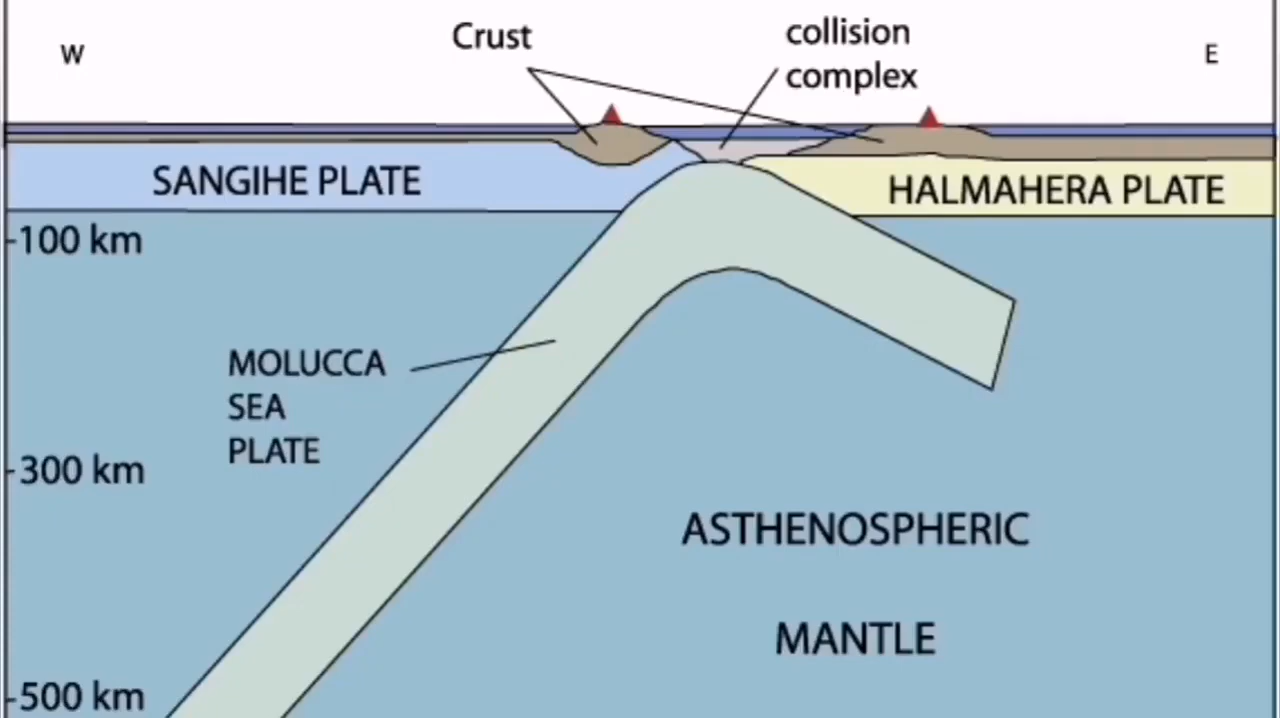 Crust
collision
complex
W
E
SANGIHE PLATE
HALMAHERA PLATE
-100 km
MOLUCCA
SEA
PLATE
-300 km
ASTHENOSPHERIC
MANTLE
-500 km